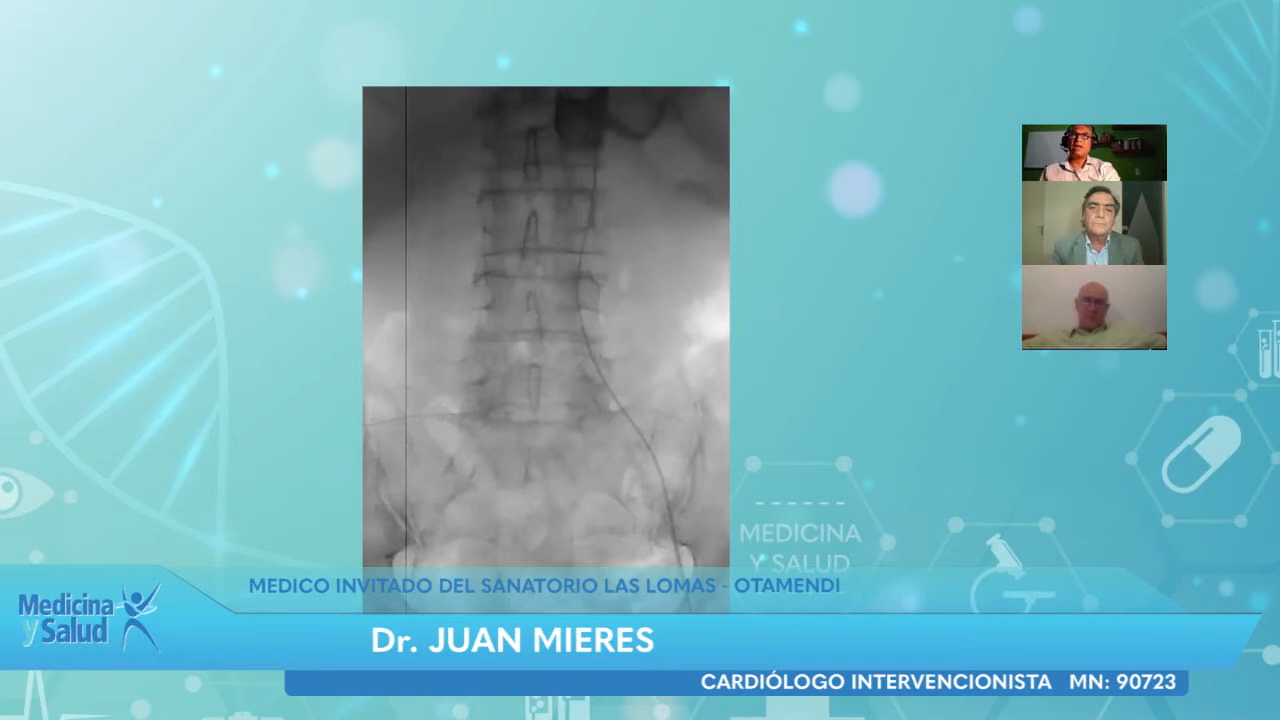 MEDICINA
Y SALUD
MEDICO INVITADO DEL SANATORIO LAS LOMAS - OTAMENDI
Medicina
y Salud
Dr. JUAN MIERES
CARDIÓLOGO INTERVENCIONISTA MN: 90723